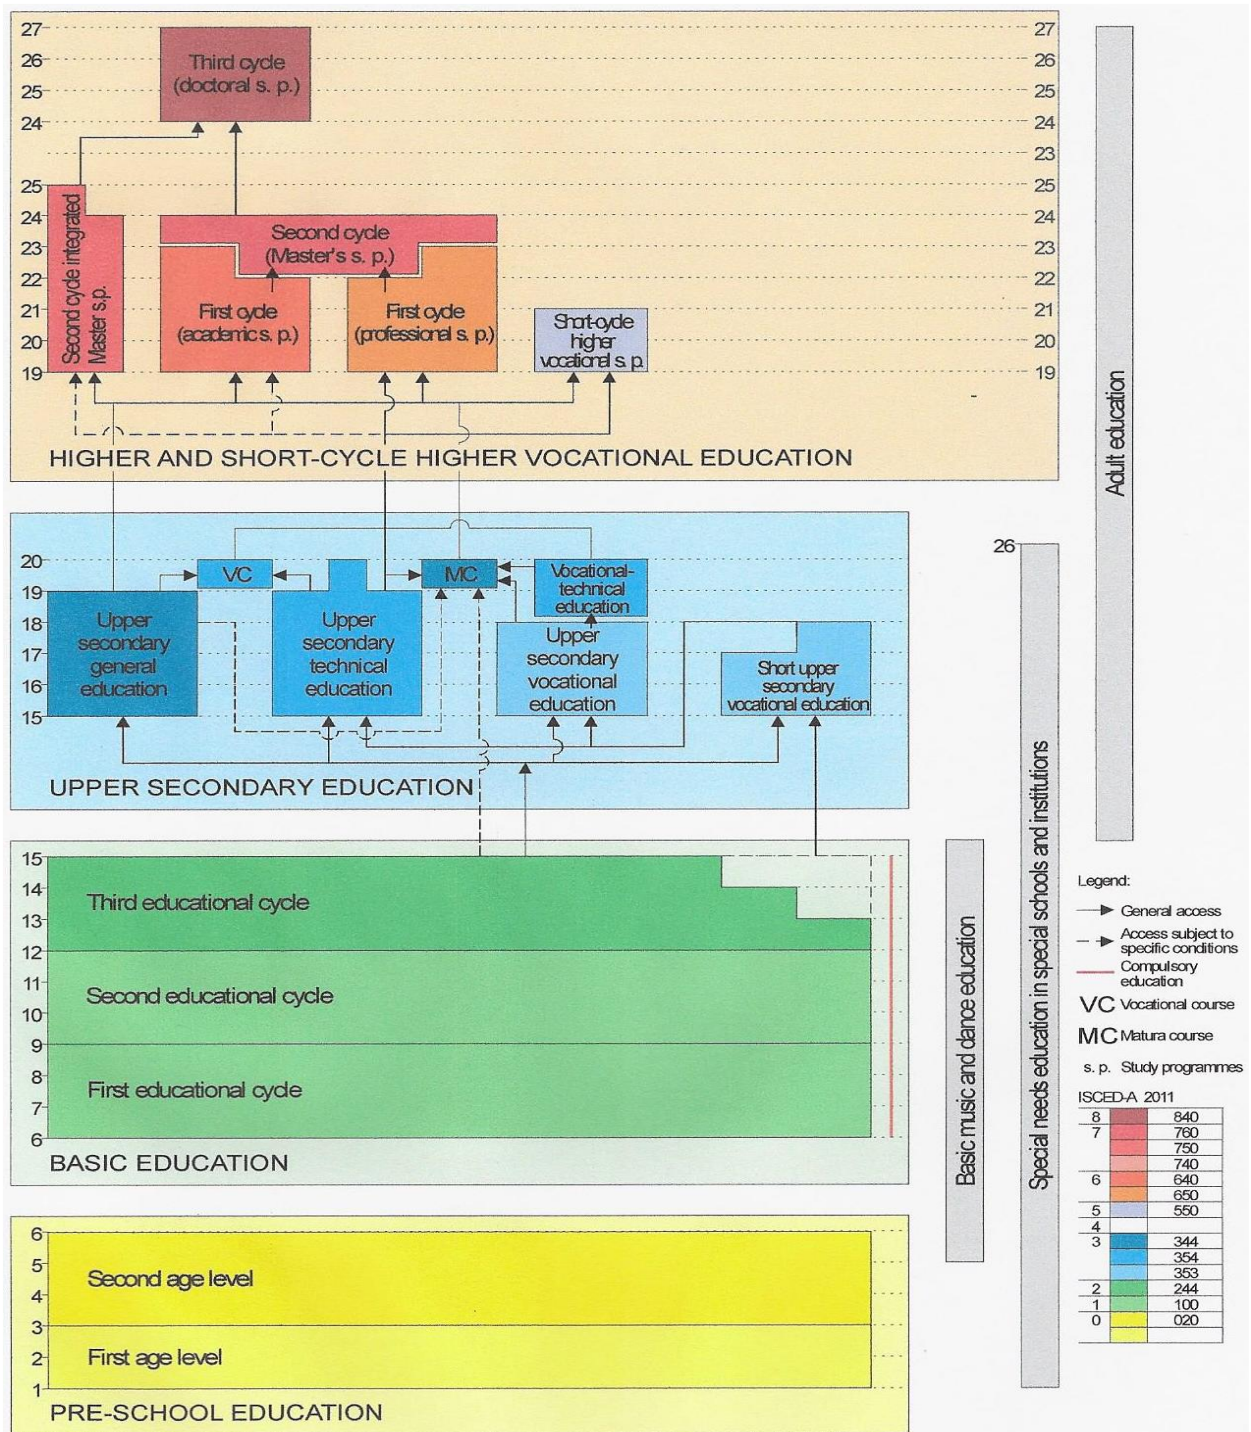 27
26
25
24
23
25
24
23
22
21
20
19
27
26
25
24
23
25
24
23
22
21
20
19
Third cycle
(doctoral s. p.)
Second cycle integrated
Master s.p.
Second cycle
(Master's s. p.)
First cycle
(academic s. p.)
First cycle
(professional s. p.)
Short-cycle
higher
vocational s. p.
HIGHER AND SHORT-CYCLE HIGHER VOCATIONAL EDUCATION
20
19
18
17
16
15
VC
MC
Vocational-
technical
education
Upper
secondary
general
education
Upper
secondary
technical
education
Upper
secondary
vocational
education
Short upper
secondary
vocational education
UPPER SECONDARY EDUCATION
15
14
13
12
11
10
9
8
7
6
Third educational cycle
Second educational cycle
First educational cycle
BASIC EDUCATION
6
5
4
3
2
1
Second age level
First age level
PRE-SCHOOL EDUCATION
Basic music and dance education
26
Special needs education in special schools and institutions
Adult education
Legend:
General access
Access subject to
specific conditions
Compulsory
education
VC Vocational course
MC Matura course
s. p. Study programmes
ISCED-A 2011
8 840
7 760
750
740
6 640
650
5 550
4
3 344
354
353
2 244
1 100
0 020